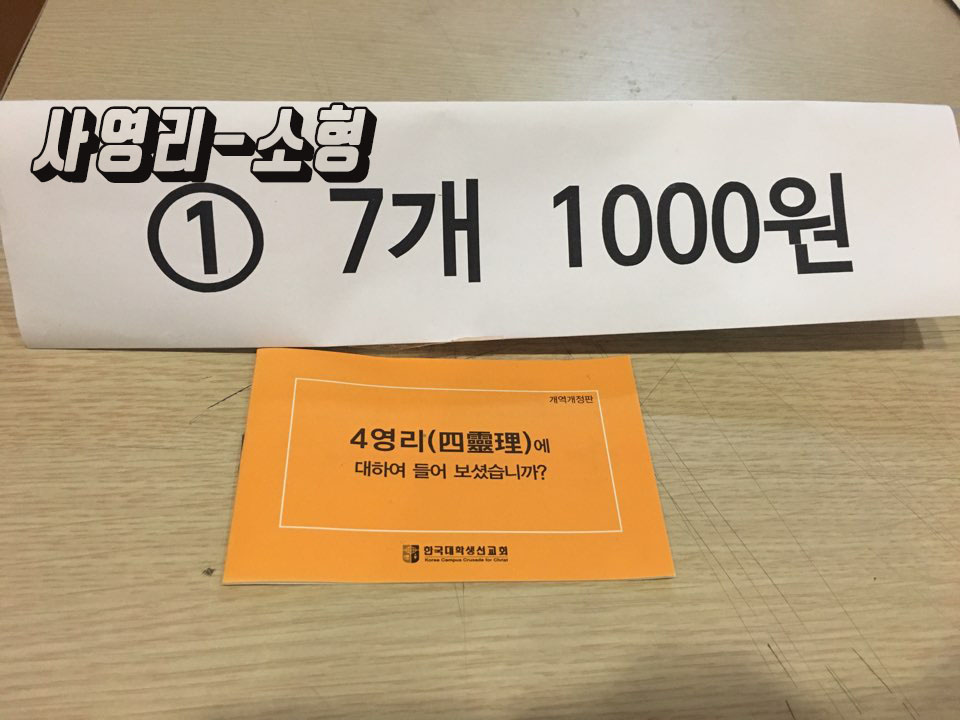 사영리-소형
① 7개 1000원
개역개정판
4영리(四靈理)에
대하여 들어 보셨습니까?
한국대학생선교회
Korea Campus Crusade for Christ